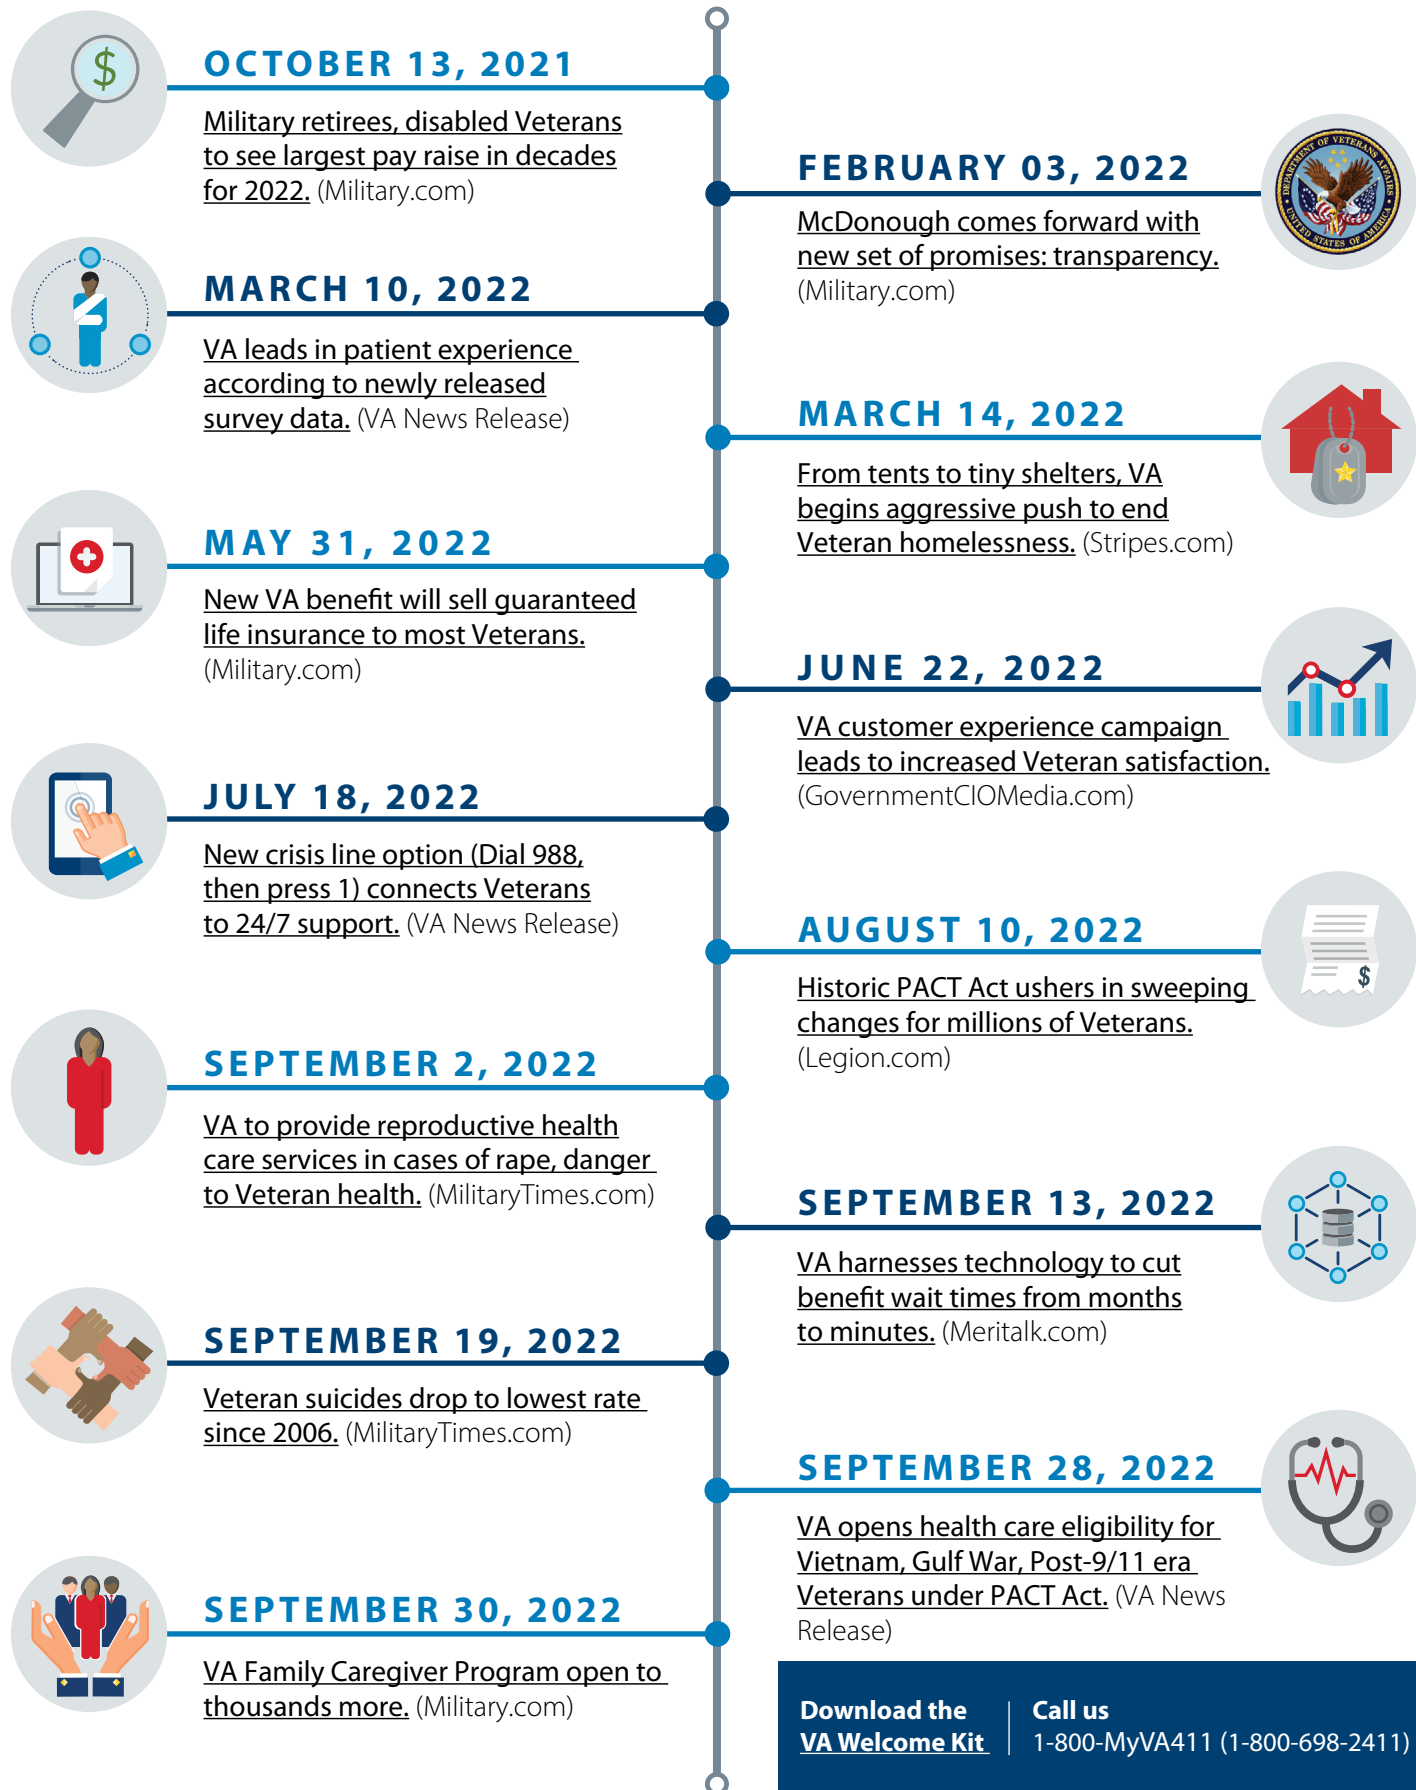 OCTOBER 13, 2021
Military retirees, disabled Veterans
to see largest pay raise in decades
for 2022. (Military.com)
FEBRUARY 03, 2022
McDonough comes forward with
new set of promises: transparency.
(Military.com)
DEPARTMENT OF VETERANS AFFAIRS
UNITED STATES OF AMERICA
MARCH 10, 2022
VA leads in patient experience
according to newly released
survey data. (VA News Release)
MARCH 14, 2022
From tents to tiny shelters, VA
begins aggressive push to end
Veteran homelessness. (Stripes.com)
MAY 31, 2022
New VA benefit will sell guaranteed
life insurance to most Veterans.
(Military.com)
JUNE 22, 2022
VA customer experience campaign
leads to increased Veteran satisfaction.
(GovernmentCIOMedia.com)
JULY 18, 2022
New crisis line option (Dial 988,
then press 1) connects Veterans
to 24/7 support. (VA News Release)
AUGUST 10, 2022
Historic PACT Act ushers in sweeping
changes for millions of Veterans.
(Legion.com)
SEPTEMBER 2, 2022
VA to provide reproductive health
care services in cases of rape, danger
to Veteran health. (MilitaryTimes.com)
SEPTEMBER 13, 2022
VA harnesses technology to cut
benefit wait times from months
to minutes. (Meritalk.com)
SEPTEMBER 19, 2022
Veteran suicides drop to lowest rate
since 2006. (MilitaryTimes.com)
SEPTEMBER 28, 2022
VA opens health care eligibility for
Vietnam, Gulf War, Post-9/11 era
Veterans under PACT Act. (VA News
Release)
SEPTEMBER 30, 2022
VA Family Caregiver Program open to
thousands more. (Military.com)
Download the
VA Welcome Kit
Call us
1-800-MyVA411 (1-800-698-2411)